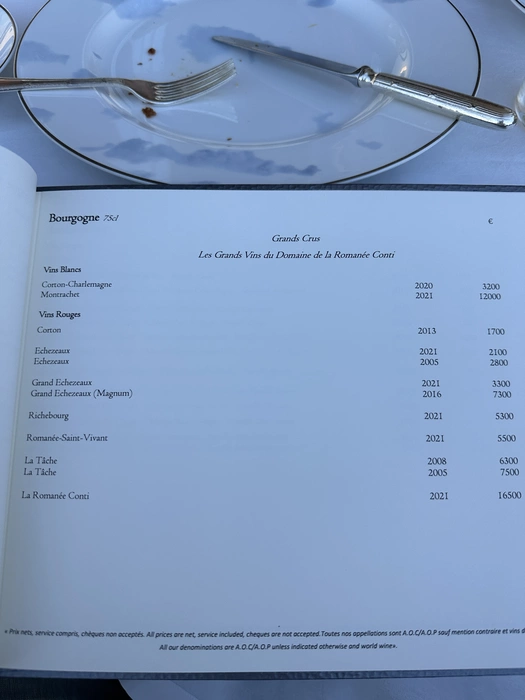 Bourgogne 75cl €
Grands Crus
Les Grands Vins du Domaine de la Romanée Conti
Vins Blancs
Corton-Charlemagne 2020 3200
Montrachet 2021 12000
Vins Rouges
Corton 2013 1700
Echezeaux 2021 2100
Echezeaux 2005 2800
Grand Echezeaux 2021 3300
Grand Echezeaux (Magnum) 2016 7300
Richebourg 2021 5300
Romanée-Saint-Vivant 2021 5500
La Tâche 2008 6300
La Tâche 2005 7500
La Romanée Conti 2021 16500
« Prix nets, service compris, chèques non acceptés. All prices are net, service included, cheques are not accepted. Toutes nos appellations sont A.O.C/A.O.P sauf mention contraire et vins d
All our denominations are A.O.C/A.O.P unless indicated otherwise and world wine».